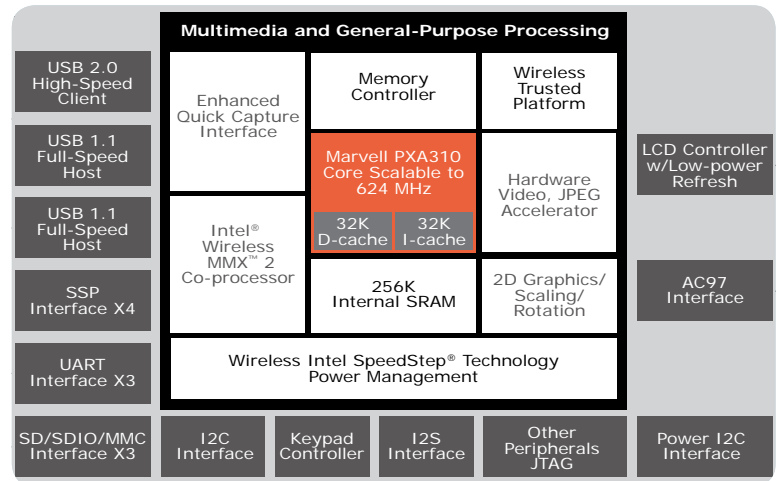 Multimedia and General-Purpose Processing
USB 2.0
High-Speed
Client
USB 1.1
Full-Speed
Host
USB 1.1
Full-Speed
Host
SSP
Interface X4
UART
Interface X3
SD/SDIO/MMC
Interface X3
Enhanced
Quick Capture
Interface
Intel®
Wireless
MMX™ 2
Co-processor
Memory
Controller
Marvell PXA310
Core Scalable to
624 MHz
32K
D-cache
32K
I-cache
256K
Internal SRAM
Wireless
Trusted
Platform
Hardware
Video, JPEG
Accelerator
2D Graphics/
Scaling/
Rotation
Wireless Intel SpeedStep® Technology
Power Management
LCD Controller
w/Low-power
Refresh
AC97
Interface
I2C
Interface
Keypad
Controller
I2S
Interface
Other
Peripherals
JTAG
Power I2C
Interface